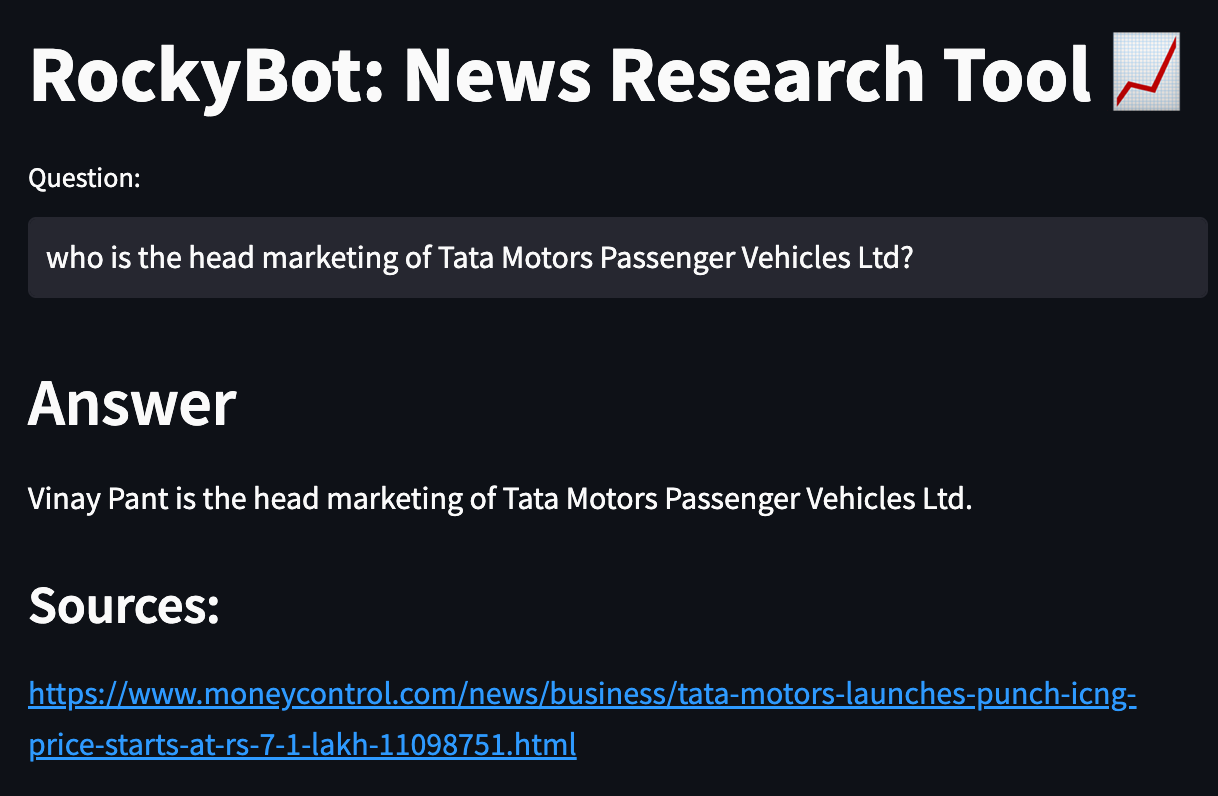 RockyBot: News Research Tool 📈
Question:
who is the head marketing of Tata Motors Passenger Vehicles Ltd?
Answer
Vinay Pant is the head marketing of Tata Motors Passenger Vehicles Ltd.
Sources:
https://www.moneycontrol.com/news/business/tata-motors-launches-punch-icng-
price-starts-at-rs-7-1-lakh-11098751.html